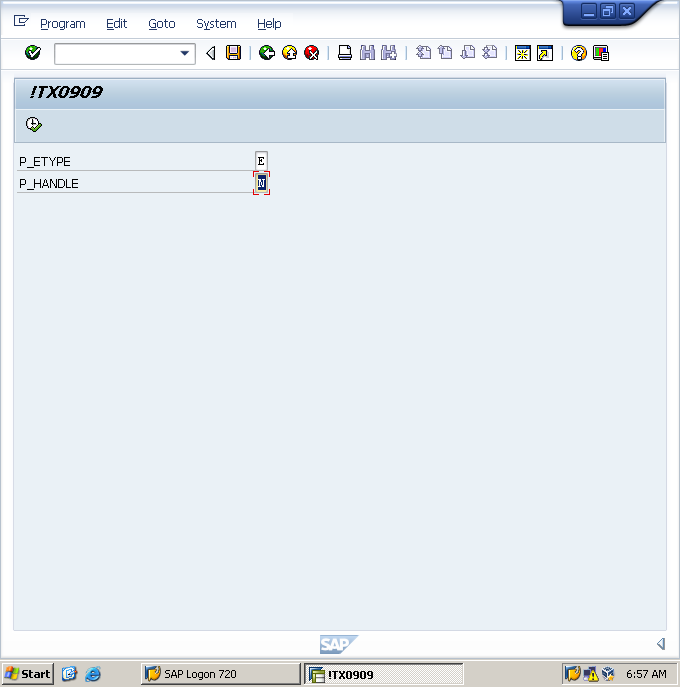 Program Edit Goto System Help
!TX0909
P_ETYPE E
P_HANDLE N
SAP
Start SAP Logon 720 !TX0909 6:57 AM